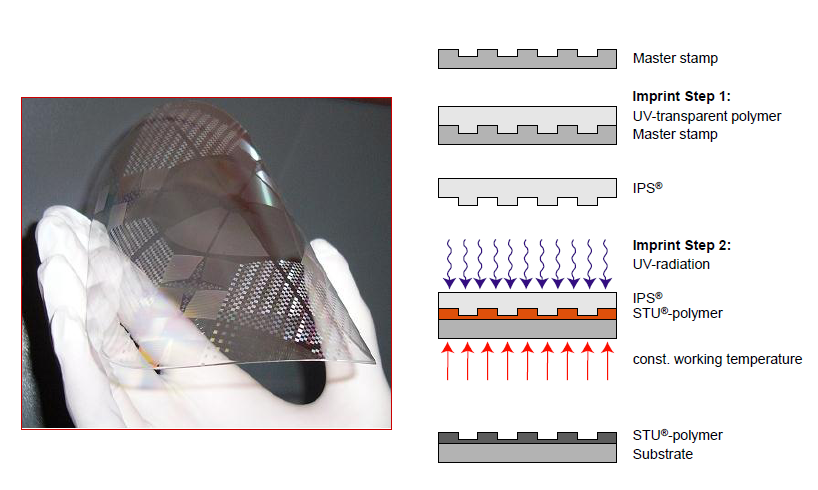 Master stamp
Imprint Step 1:
UV-transparent polymer
Master stamp
IPS®
Imprint Step 2:
UV-radiation
IPS®
STU®-polymer
const. working temperature
STU®-polymer
Substrate